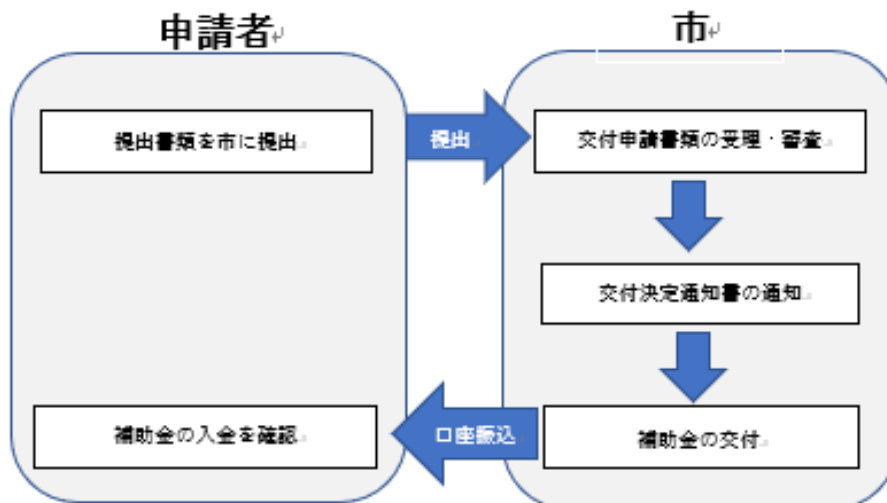 申請者
市
提出書類を市に提出
提出
交付申請書類の受理・審査
交付決定通知書の通知
補助金の入金を確認
口座振込
補助金の交付